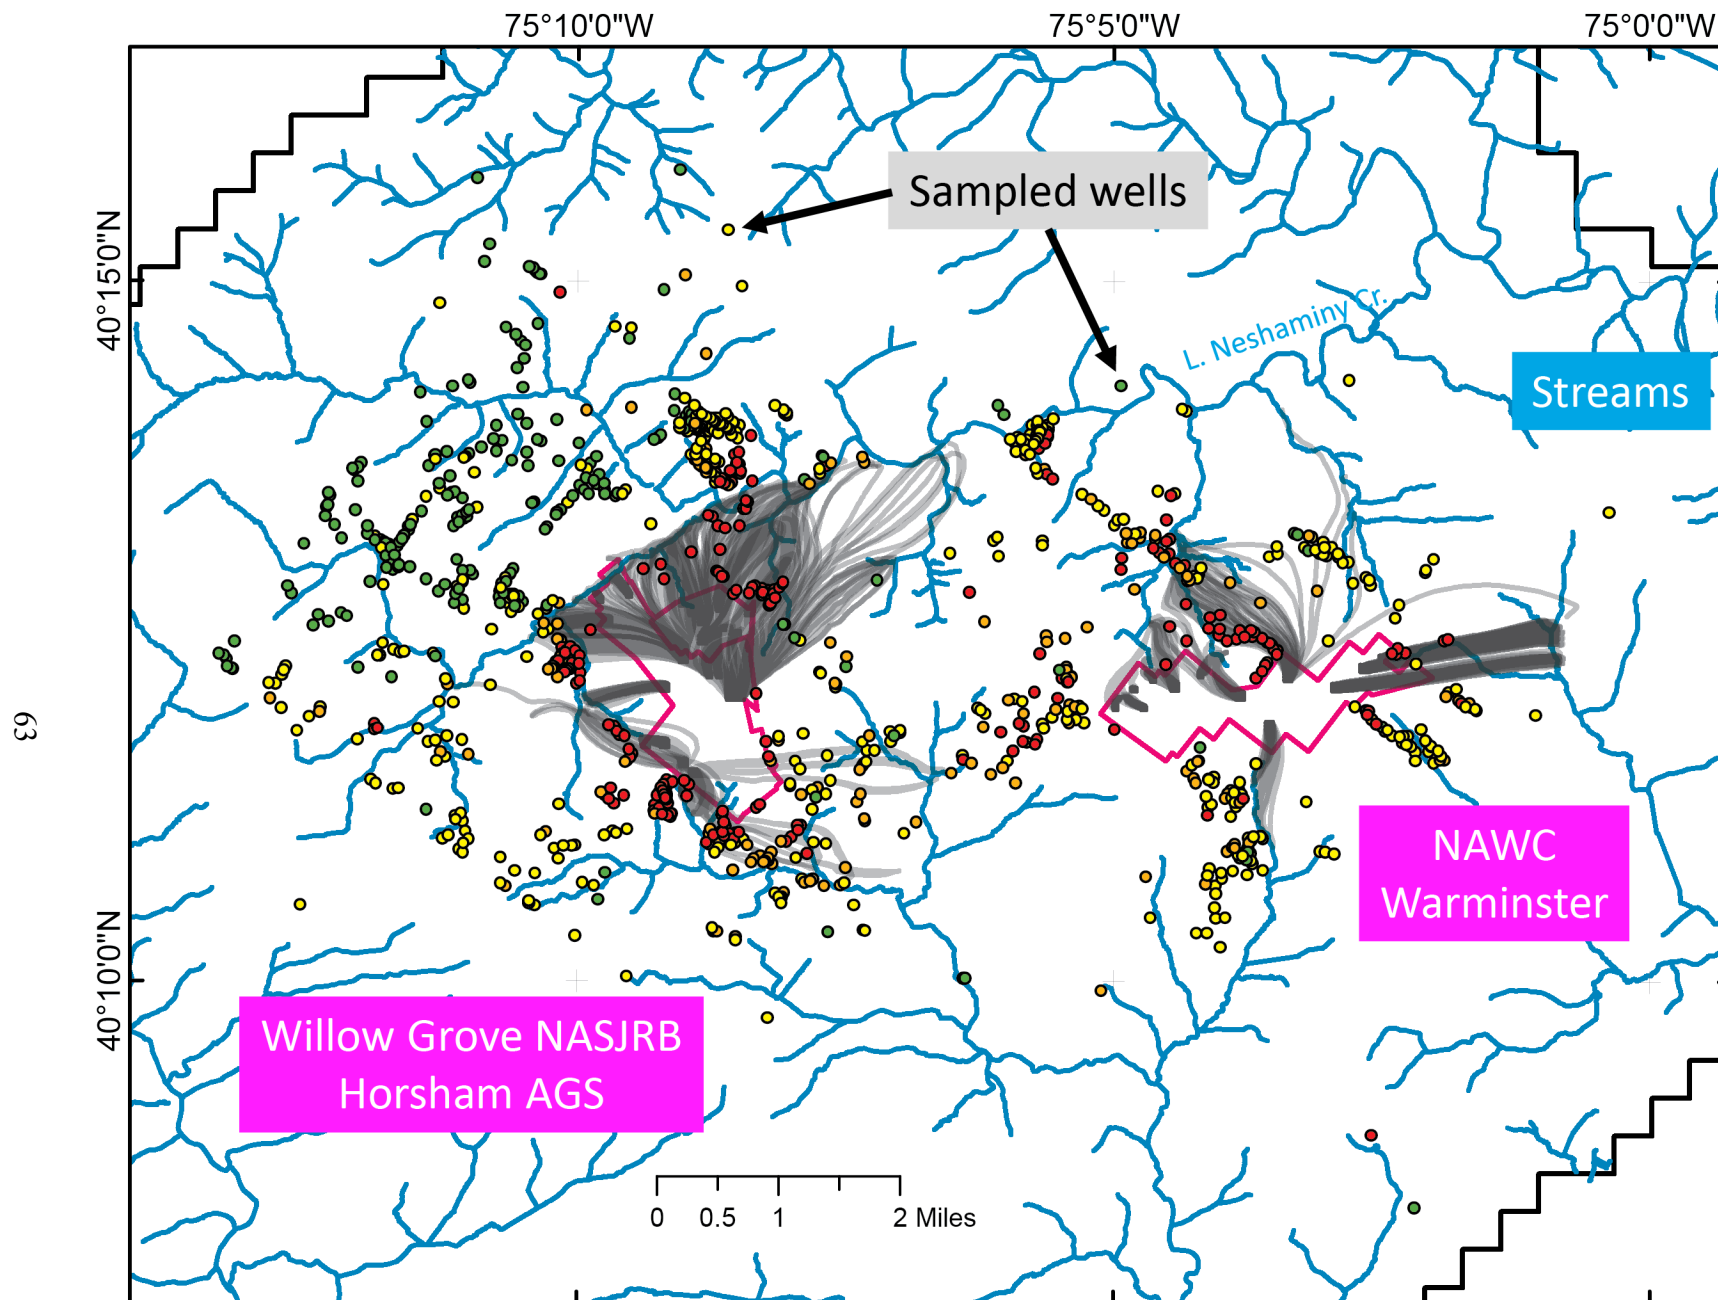 75°10'0"W
75°5'0"W
75°0'0"W
Sampled wells
40°15'0"N
L. Neshaminy Cr.
Streams
63
NAWC
Warminster
40°10'0"N
Willow Grove NASJRB
Horsham AGS
0 0.5 1 2 Miles